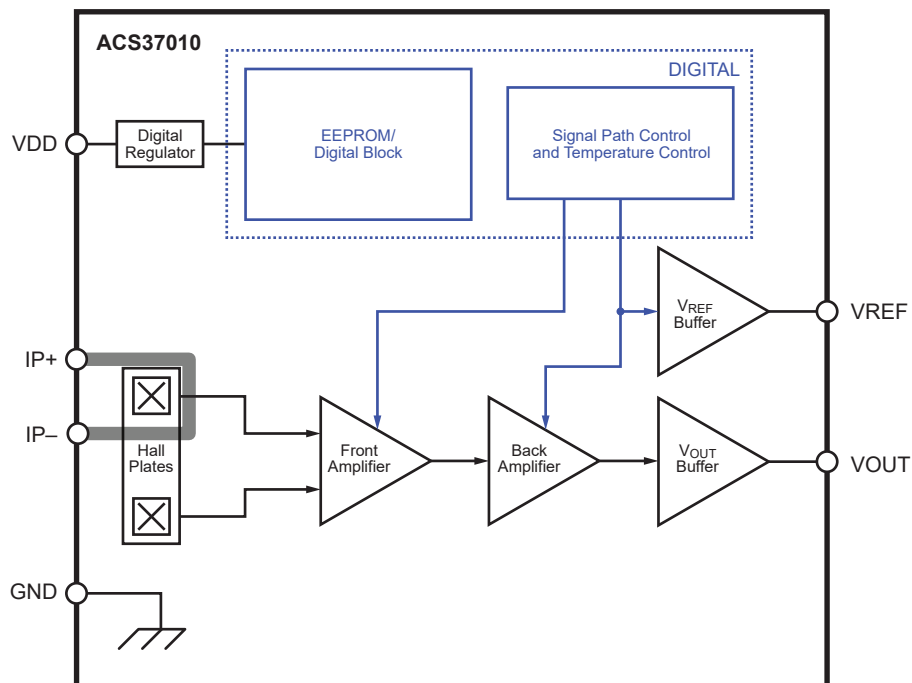 ACS37010
DIGITAL
VDD
Digital
Regulator
EEPROM/
Digital Block
Signal Path Control
and Temperature Control
VREF
Buffer
VREF
IP+
IP–
Hall
Plates
Front
Amplifier
Back
Amplifier
VOUT
Buffer
VOUT
GND